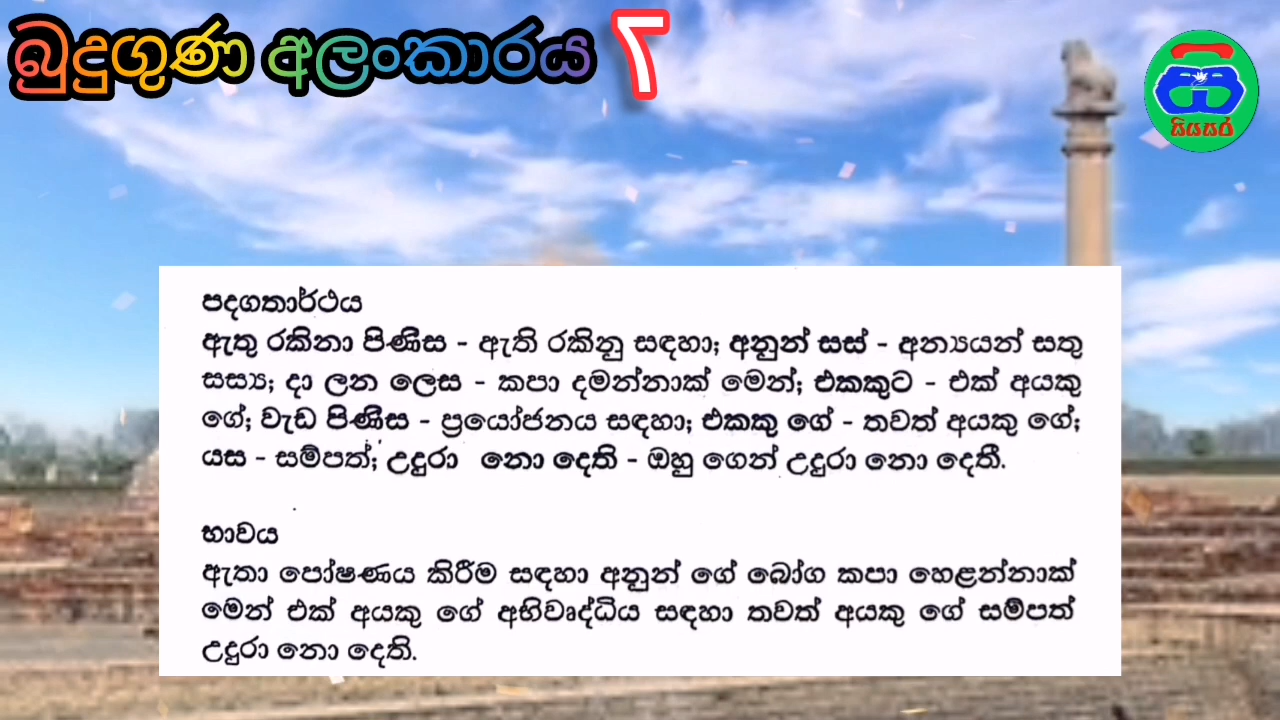 බුදුගුණ අලංකාරය ෆ
සියසර
පදගතාර්ථය
ඇතු රකිනා පිණිස - ඇති රකිනු සඳහා; අනුන් සස් - අන්‍යයන් සතු
සස්‍ය; දා ලන ලෙස - කපා දමන්නාක් මෙන්; එකකුට - එක් අයකු
ගේ; වැඩ පිණිස - ප්‍රයෝජනය සඳහා; එකකු ගේ - තවත් අයකු ගේ;
යස - සම්පත්; උදුරා නො දෙති - ඔහු ගෙන් උදුරා නො දෙතී.
භාවය
ඇතා පෝෂණය කිරීම සඳහා අනුන් ගේ බෝග කපා හෙළන්නාක්
මෙන් එක් අයකු ගේ අභිවෘද්ධිය සඳහා තවත් අයකු ගේ සම්පත්
උදුරා නො දෙති.